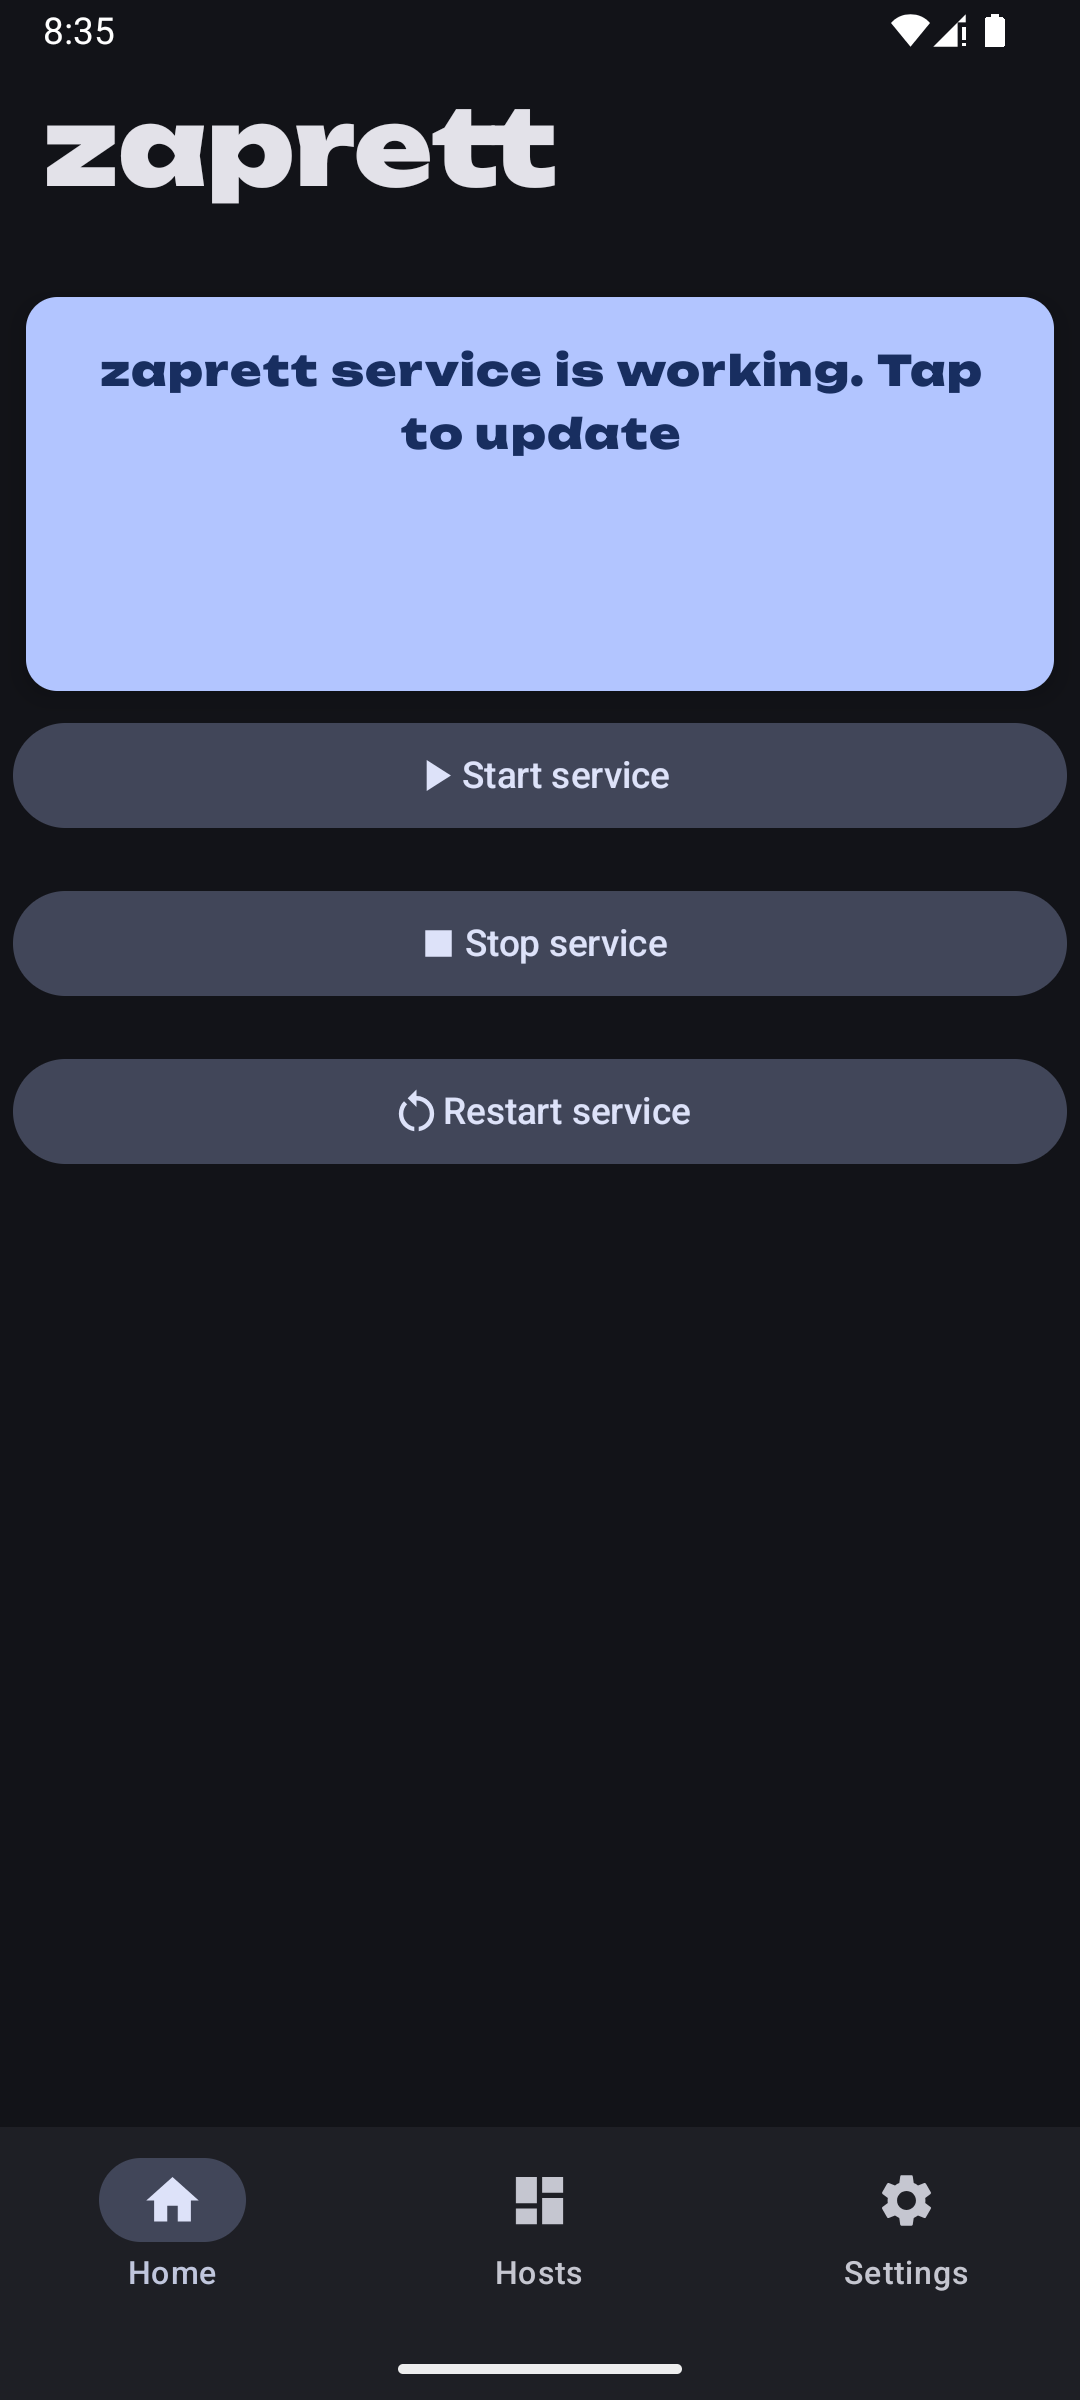 8:35
zaprett
zaprett service is working. Tap
to update
Start service
Stop service
Restart service
Home
Hosts
Settings